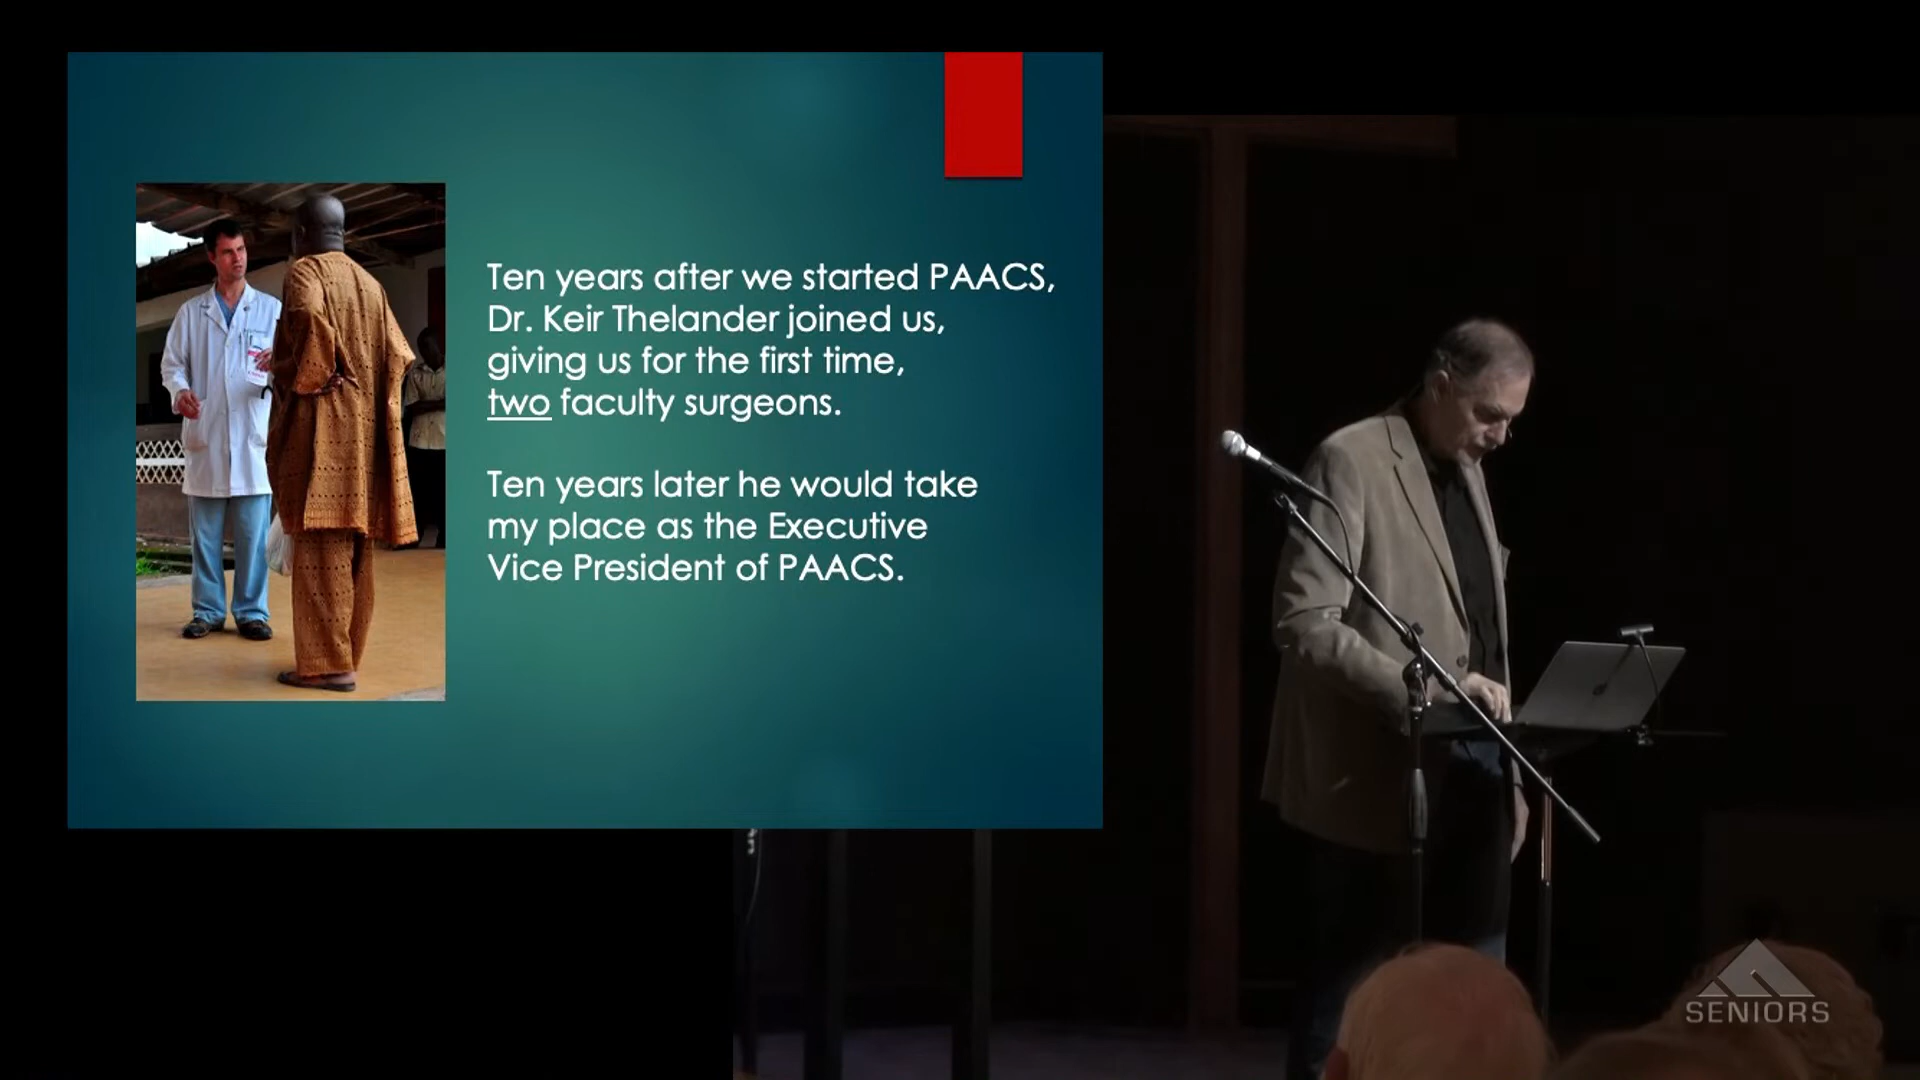 Ten years after we started PAACS,
Dr. Keir Thelander joined us,
giving us for the first time,
two faculty surgeons.
Ten years later he would take
my place as the Executive
Vice President of PAACS.
SENIORS